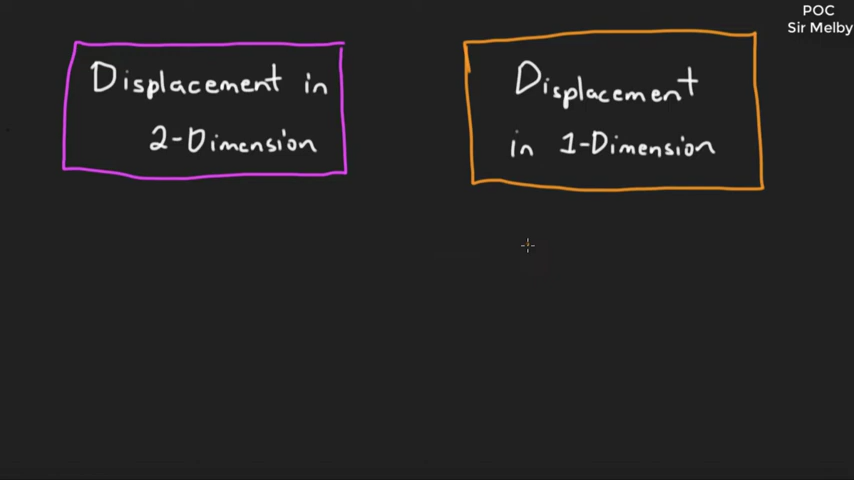 POC
Sir Melby
Displacement in
2-Dimension
Displacement
in 1-Dimension